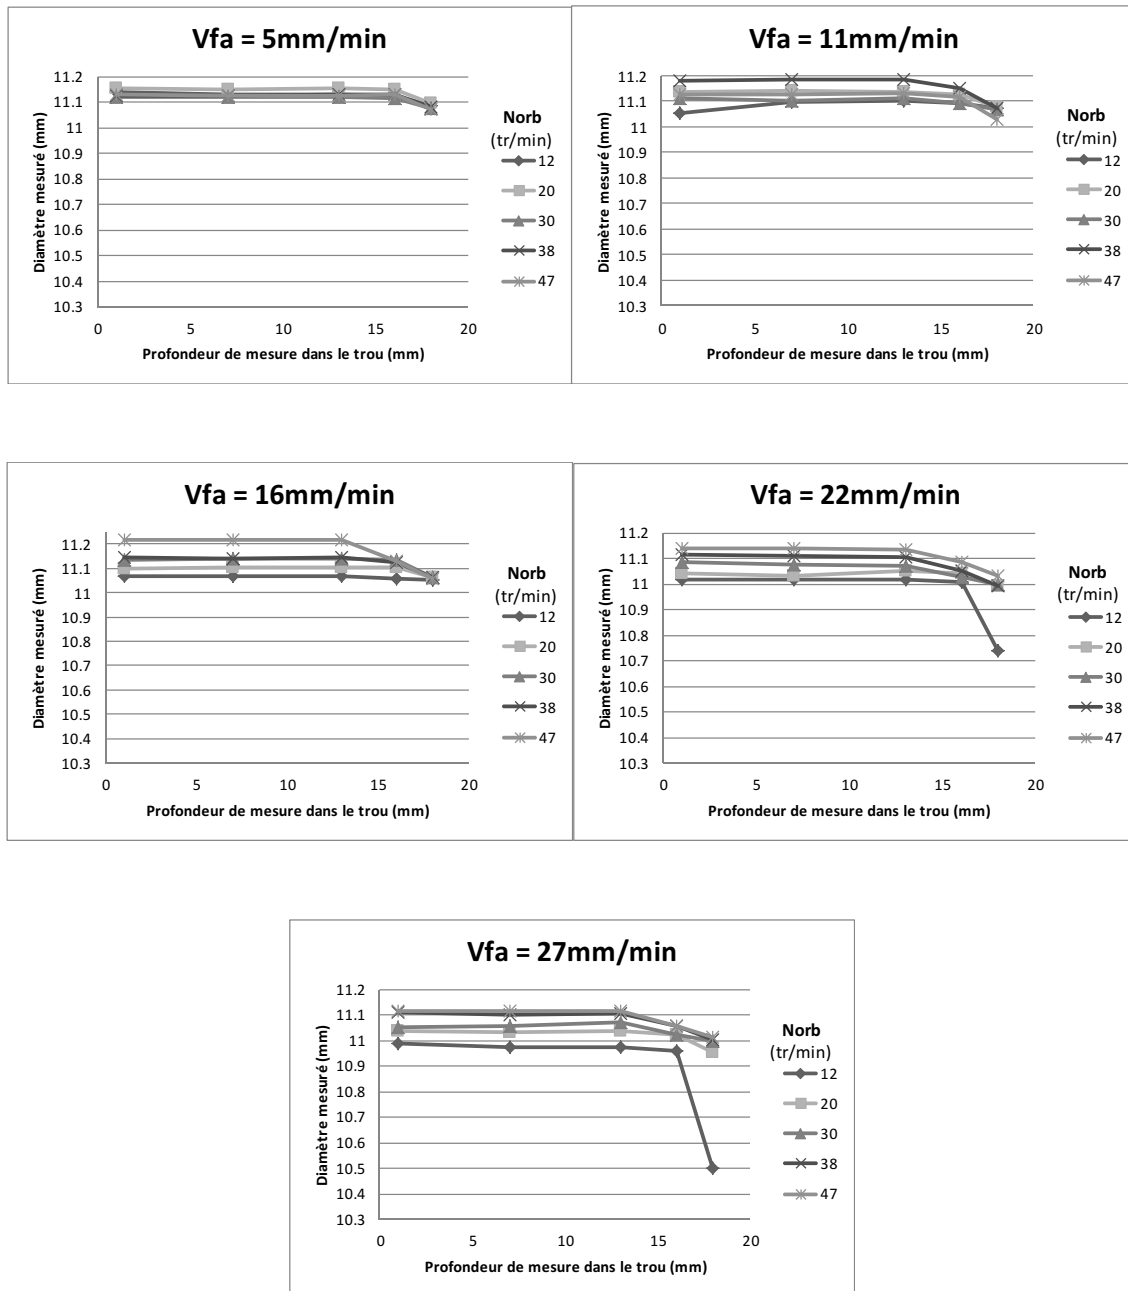 Vfa = 5mm/min
11.2
11.1
11
10.9
10.8
10.7
10.6
10.5
10.4
10.3
0 5 10 15 20
Diamètre mesuré (mm)
Profondeur de mesure dans le trou (mm)
Norb
(tr/min)
12
20
30
38
47
Vfa = 11mm/min
11.2
11.1
11
10.9
10.8
10.7
10.6
10.5
10.4
10.3
0 5 10 15 20
Diamètre mesuré (mm)
Profondeur de mesure dans le trou (mm)
Norb
(tr/min)
12
20
30
38
47
Vfa = 16mm/min
11.2
11.1
11
10.9
10.8
10.7
10.6
10.5
10.4
10.3
0 5 10 15 20
Diamètre mesuré (mm)
Profondeur de mesure dans le trou (mm)
Norb
(tr/min)
12
20
30
38
47
Vfa = 22mm/min
11.2
11.1
11
10.9
10.8
10.7
10.6
10.5
10.4
10.3
0 5 10 15 20
Diamètre mesuré (mm)
Profondeur de mesure dans le trou (mm)
Norb
(tr/min)
12
20
30
38
47
Vfa = 27mm/min
11.2
11.1
11
10.9
10.8
10.7
10.6
10.5
10.4
10.3
0 5 10 15 20
Diamètre mesuré (mm)
Profondeur de mesure dans le trou (mm)
Norb
(tr/min)
12
20
30
38
47